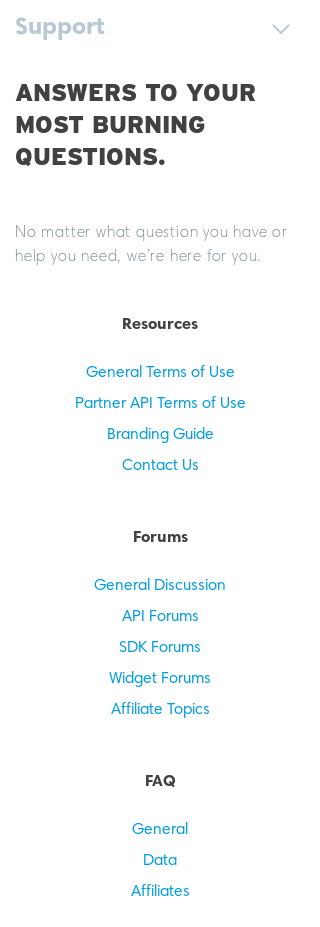 Support
ANSWERS TO YOUR
MOST BURNING
QUESTIONS.
No matter what question you have or
help you need, we're here for you.
Resources
General Terms of Use
Partner API Terms of Use
Branding Guide
Contact Us
Forums
General Discussion
API Forums
SDK Forums
Widget Forums
Affiliate Topics
FAQ
General
Data
Affiliates